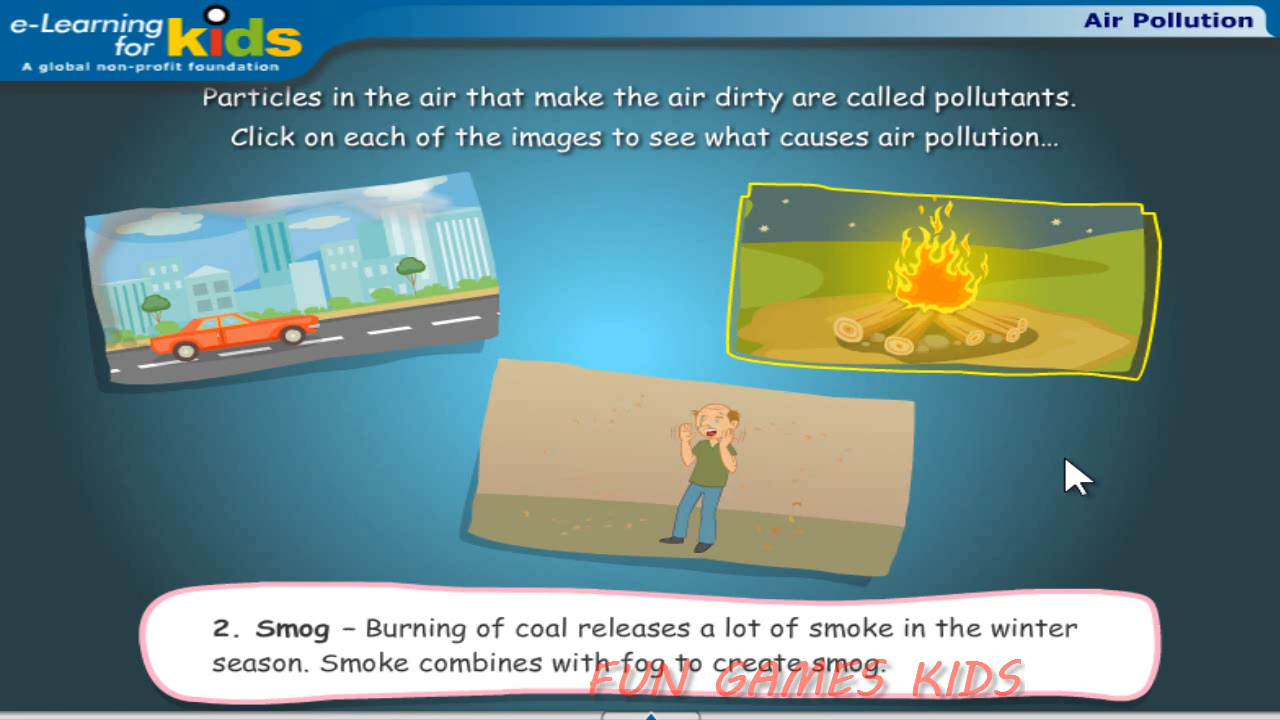 e-Learning
for kids
A global non-profit foundation
Air Pollution
Particles in the air that make the air dirty are called pollutants.
Click on each of the images to see what causes air pollution...
2. Smog – Burning of coal releases a lot of smoke in the winter
season. Smoke combines with fog to create smog.
FUN GAMES KIDS